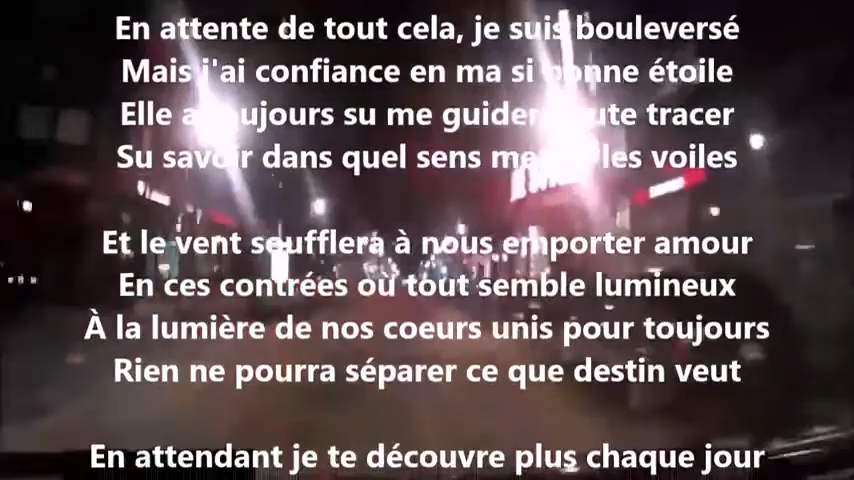 En attente de tout cela, je suis bouleversé
Mais j'ai confiance en ma si bonne étoile
Elle a toujours su me guider, route tracer
Su savoir dans quel sens mettre les voiles
Et le vent soufflera à nous emporter amour
En ces contrées où tout semble lumineux
À la lumière de nos coeurs unis pour toujours
Rien ne pourra séparer ce que destin veut
En attendant je te découvre plus chaque jour